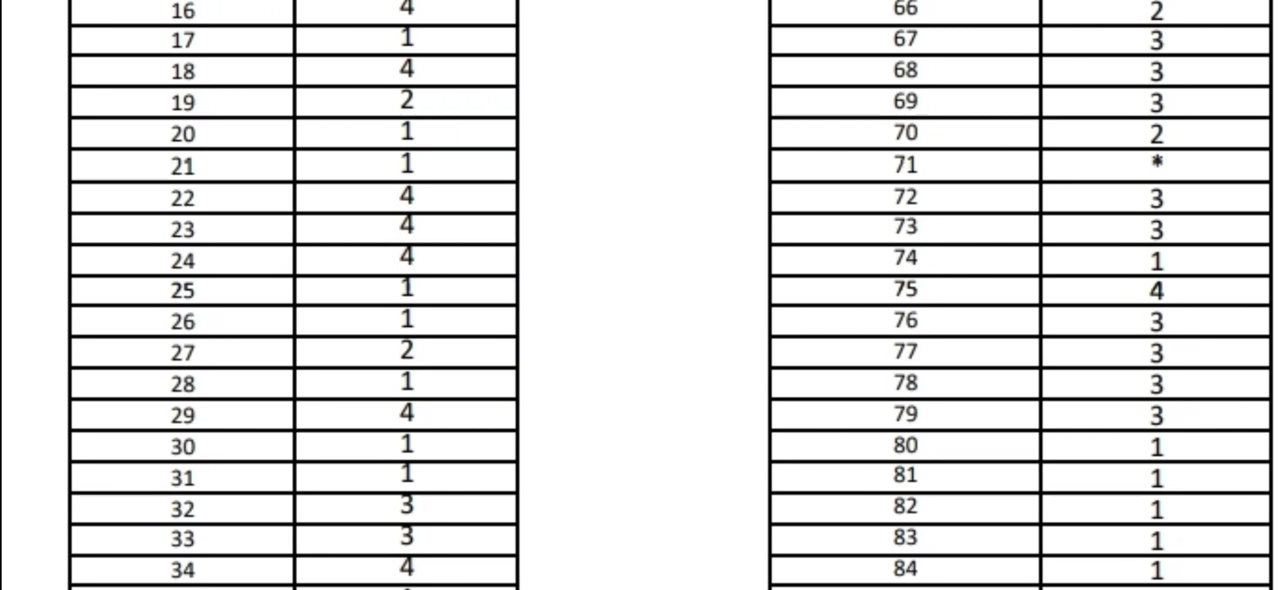 16 4 66 2
17 1 67 3
18 4 68 3
19 2 69 3
20 1 70 2
21 1 71 *
22 4 72 3
23 4 73 3
24 4 74 1
25 1 75 4
26 1 76 3
27 2 77 3
28 1 78 3
29 4 79 3
30 1 80 1
31 1 81 1
32 3 82 1
33 3 83 1
34 4 84 1